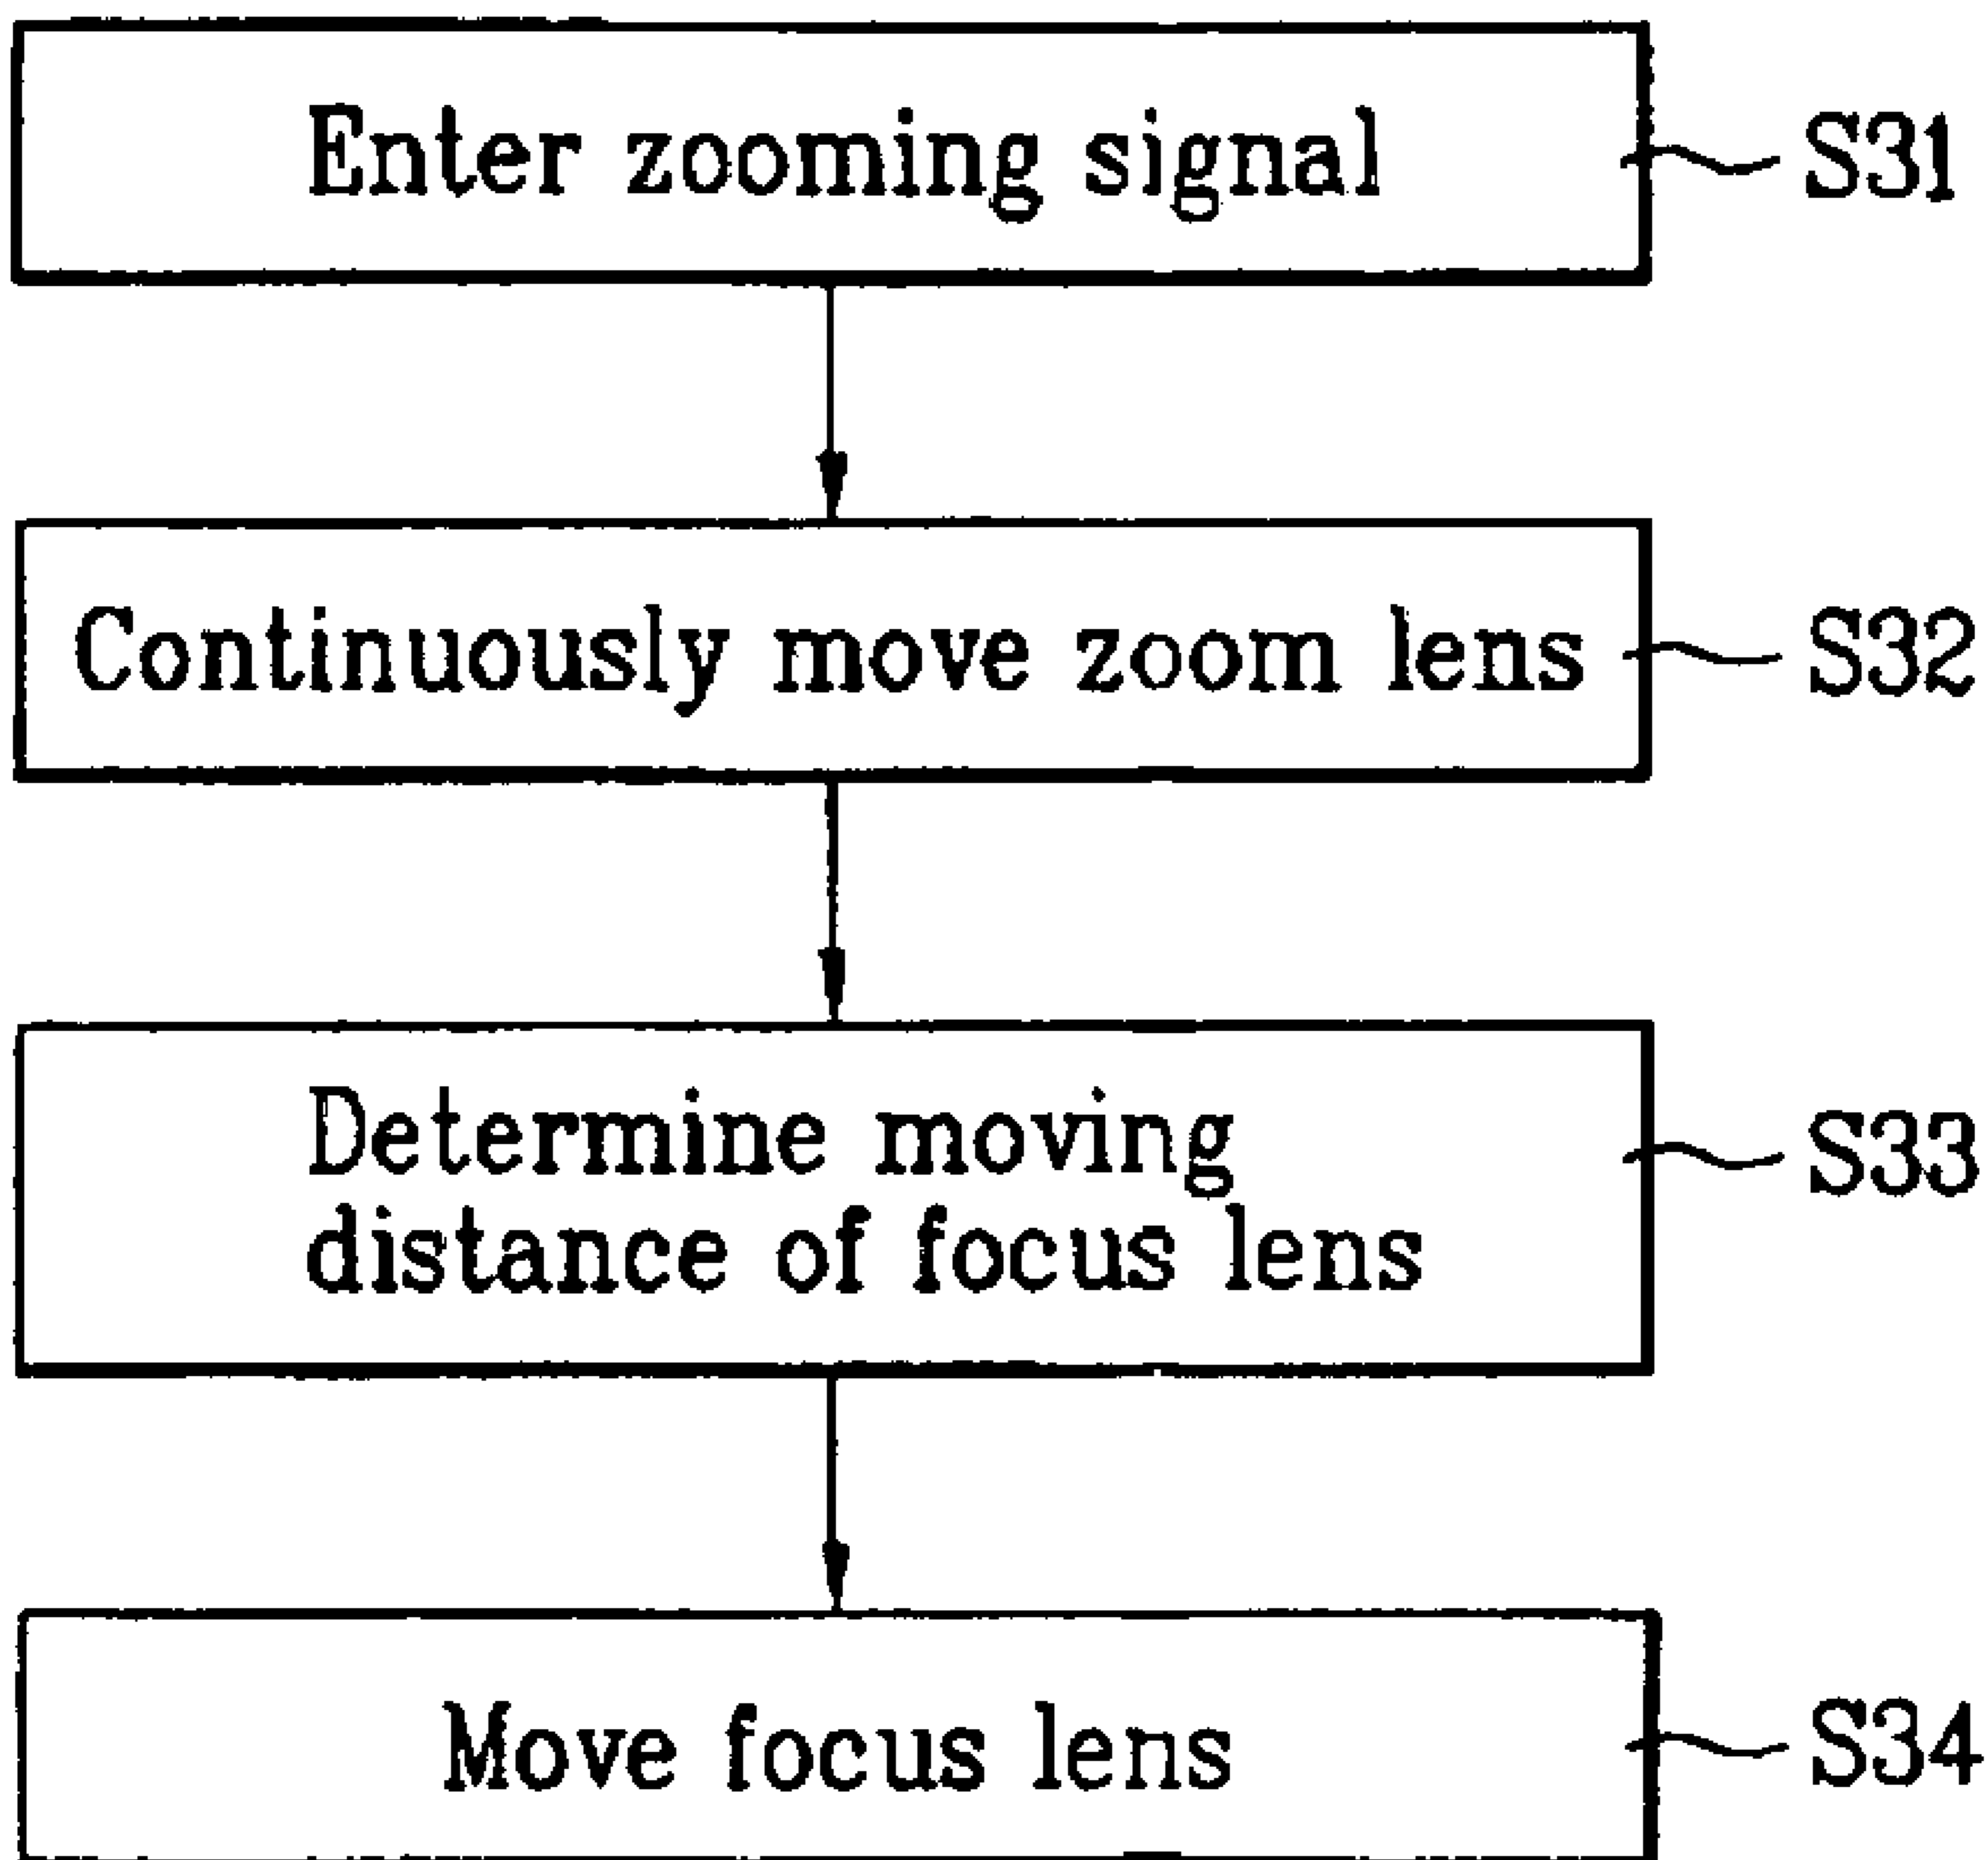 Enter zooming signal
S31
Continuously move zoom lens
S32
Determine moving
distance of focus lens
S33
Move focus lens
S34